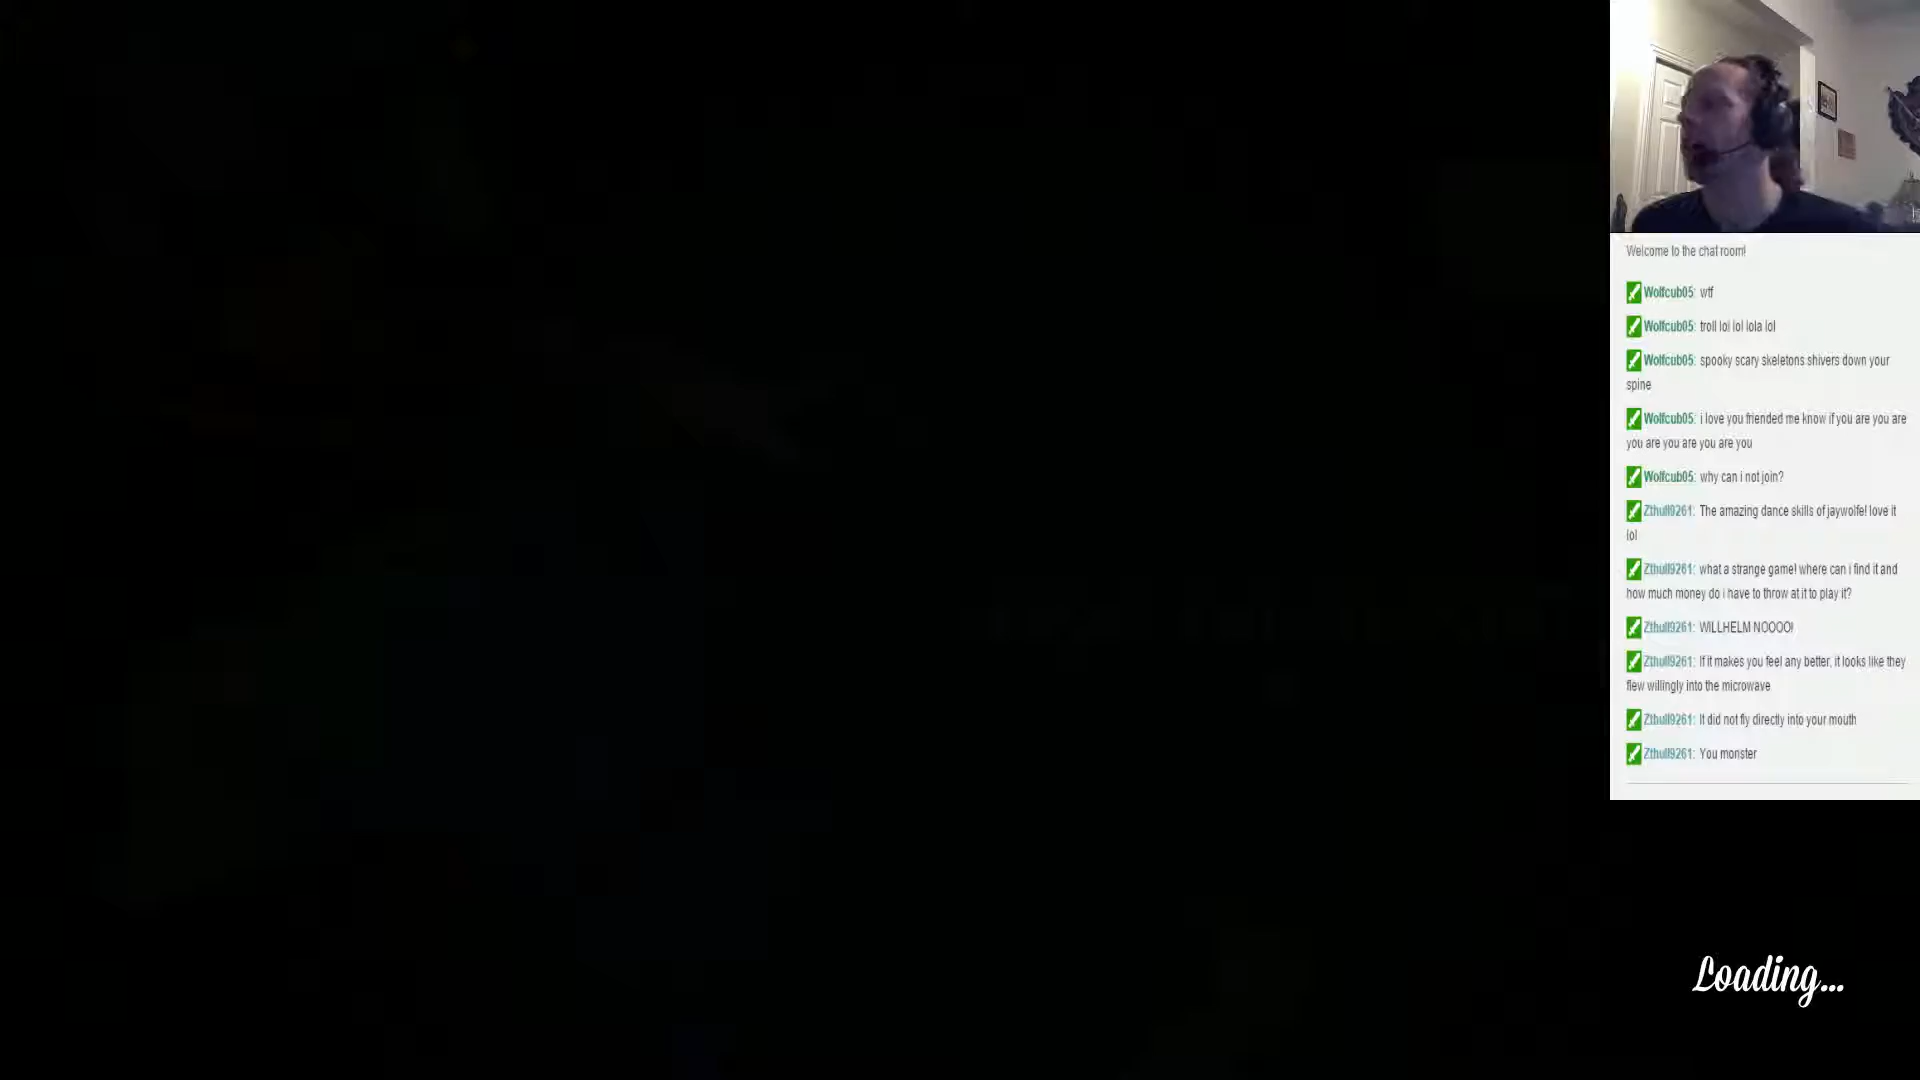 Welcome to the chat room!
Wolfcub05: wtf
Wolfcub05: troll lol lol lola lol
Wolfcub05: spooky scary skeletons shivers down your
spine
Wolfcub05: i love you friended me know if you are you are
you are you are you are you
Wolfcub05: why can i not join?
Zthull9261: The amazing dance skills of jaywolfe! love it
lol
Zthull9261: what a strange game! where can i find it and
how much money do i have to throw at it to play it?
Zthull9261: WILLHELM NOOOO!
Zthull9261: If it makes you feel any better, it looks like they
flew willingly into the microwave
Zthull9261: It did not fly directly into your mouth
Zthull9261: You monster
Loading...